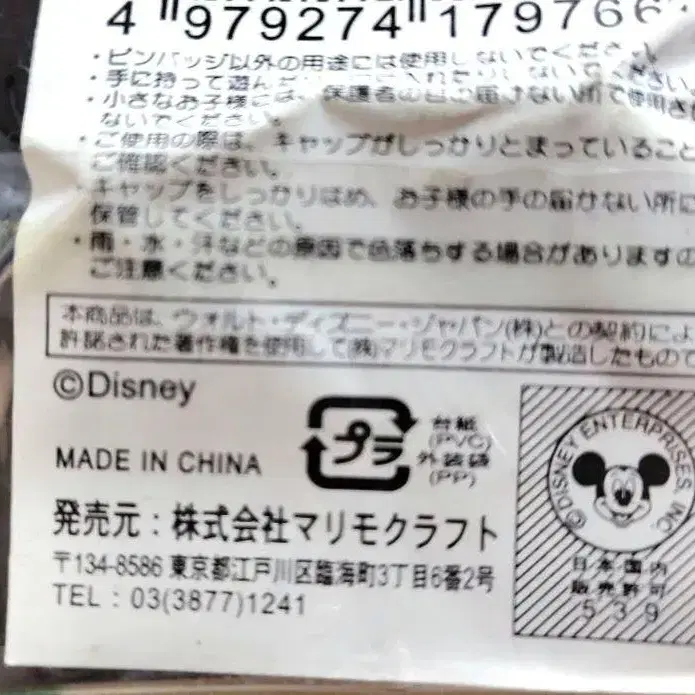 4 979274 179766
・ピンバッジ以外の用途には使用しないでください。
・手に持って遊んだり
・小さなお子様には、保護者の目の届かない所で使用さ
ないでください。
・ご使用の際は、キャップがしっかりとまっていること
ご確認ください。
・キャップをしっかりはめ、お子様の手の届かない所に
保管してください。
・雨・水・汗などの原因で色落ちする場合がありますの
ご注意ください。
本商品は、ウォルト・ディズニー・ジャパン(株)との契約によ
許諾された著作権を使用して(株)マリモクラフトが製造したもので
©Disney
MADE IN CHINA
プラ
台紙
(PVC)
外装袋
(PP)
発売元：株式会社マリモクラフト
〒134-8586 東京都江戸川区臨海町3丁目6番2号
TEL：03(3877)1241
©DISNEY ENTERPRISES, INC.
日本国内
販売許可
539